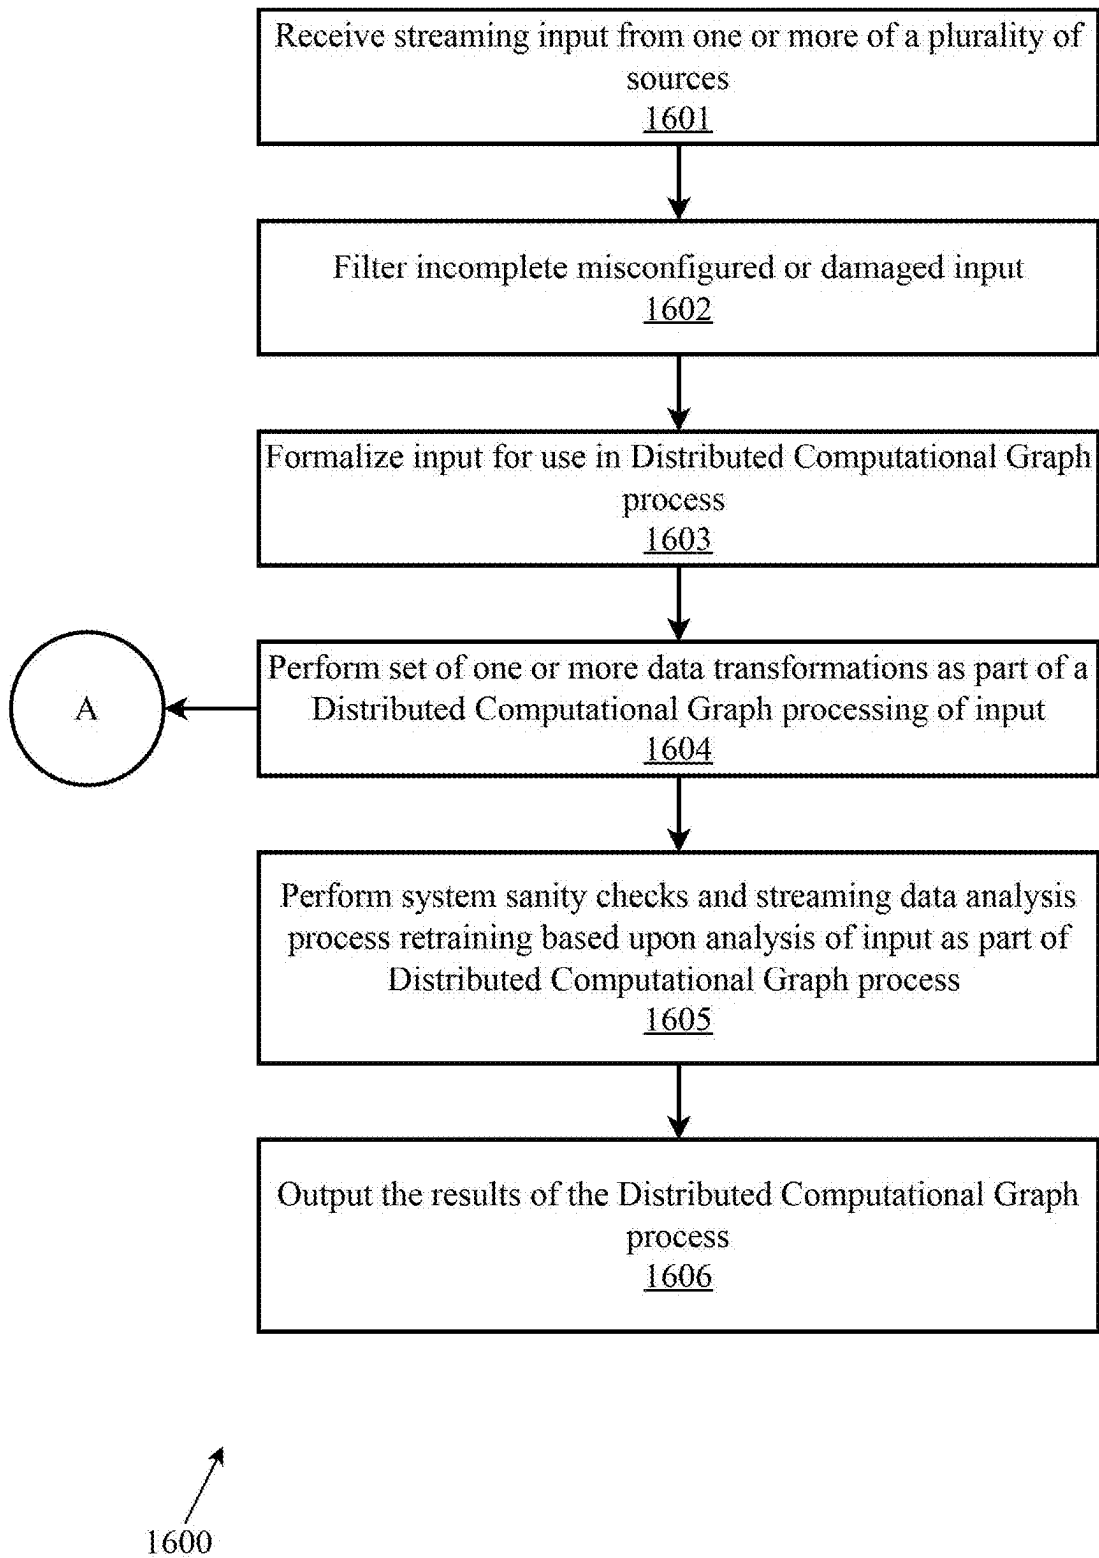 Receive streaming input from one or more of a plurality of
sources
1601
Filter incomplete misconfigured or damaged input
1602
Formalize input for use in Distributed Computational Graph
process
1603
A
Perform set of one or more data transformations as part of a
Distributed Computational Graph processing of input
1604
Perform system sanity checks and streaming data analysis
process retraining based upon analysis of input as part of
Distributed Computational Graph process
1605
Output the results of the Distributed Computational Graph
process
1606
1600